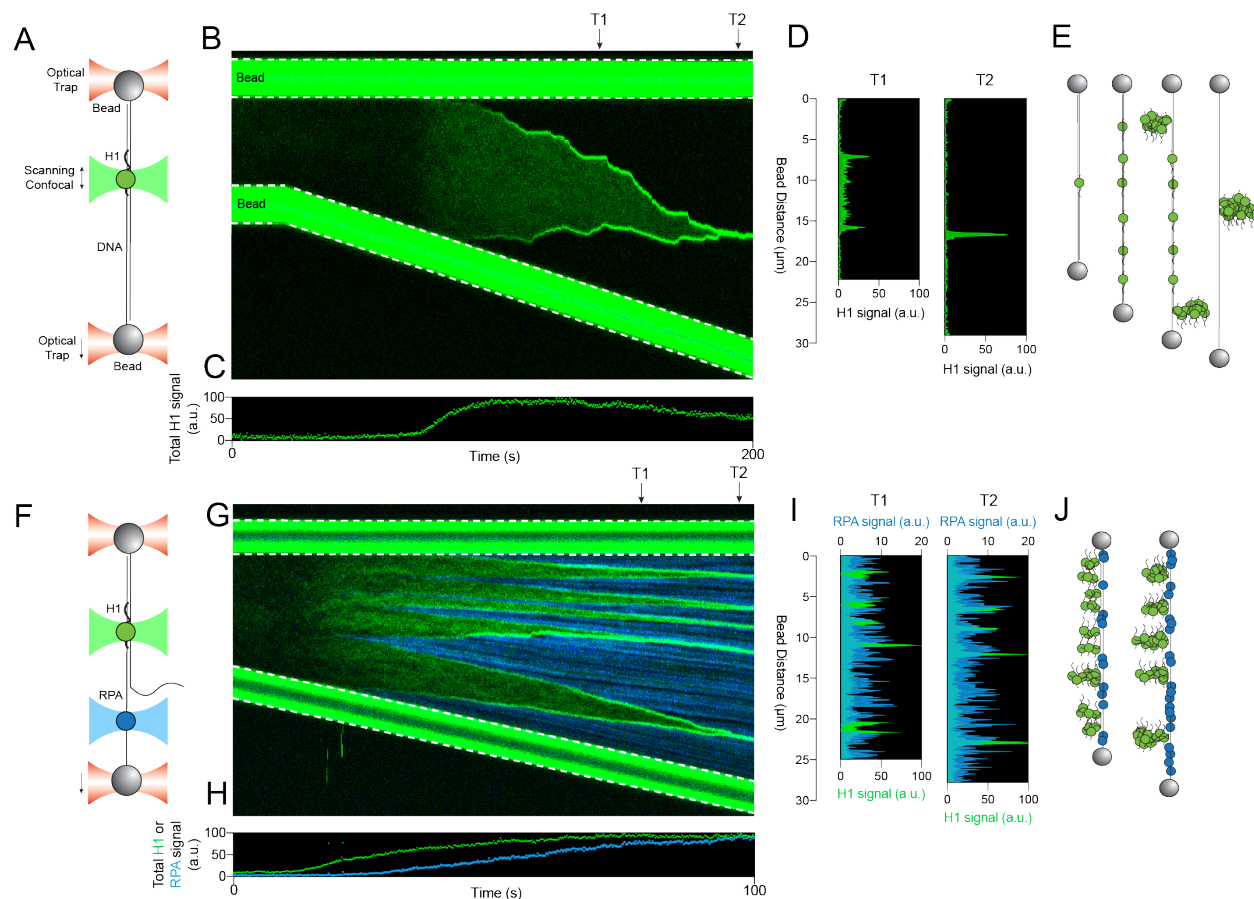 A
Optical
Trap
Bead
H1
Scanning
Confocal
DNA
Optical
Trap
Bead
B
T1
T2
Bead
Bead
C
Total H1 signal
(a.u.)
100
50
0
0
200
Time (s)
D
T1
T2
Bead Distance (μm)
0
5
10
15
20
25
30
0
50
100
H1 signal (a.u.)
0
50
100
H1 signal (a.u.)
E
F
H1
RPA
G
T1
T2
H
Total H1 or
RPA signal
(a.u.)
100
50
0
0
100
Time (s)
I
T1
T2
RPA signal (a.u.)
RPA signal (a.u.)
0
10
20
0
10
20
Bead Distance (μm)
0
5
10
15
20
25
30
0
50
100
H1 signal (a.u.)
0
50
100
H1 signal (a.u.)
J